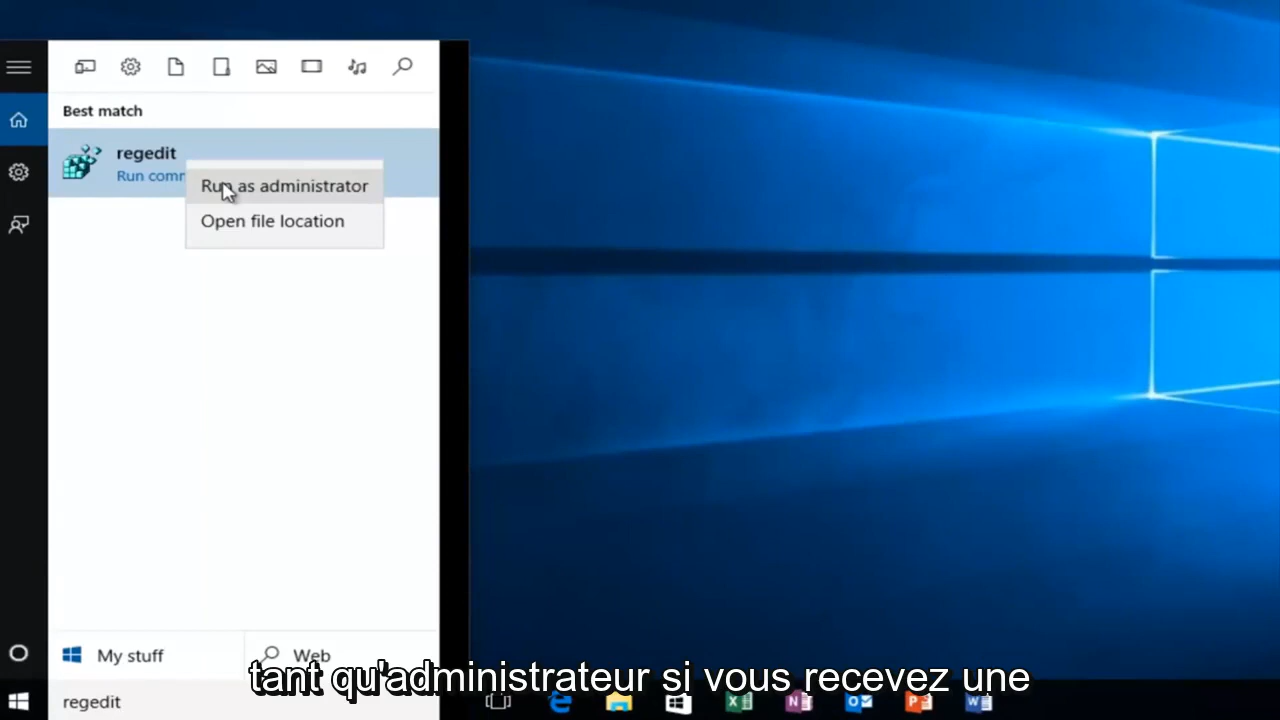 Best match
regedit
Run comm
Run as administrator
Open file location
My stuff
Web
tant qu'administrateur si vous recevez une
regedit